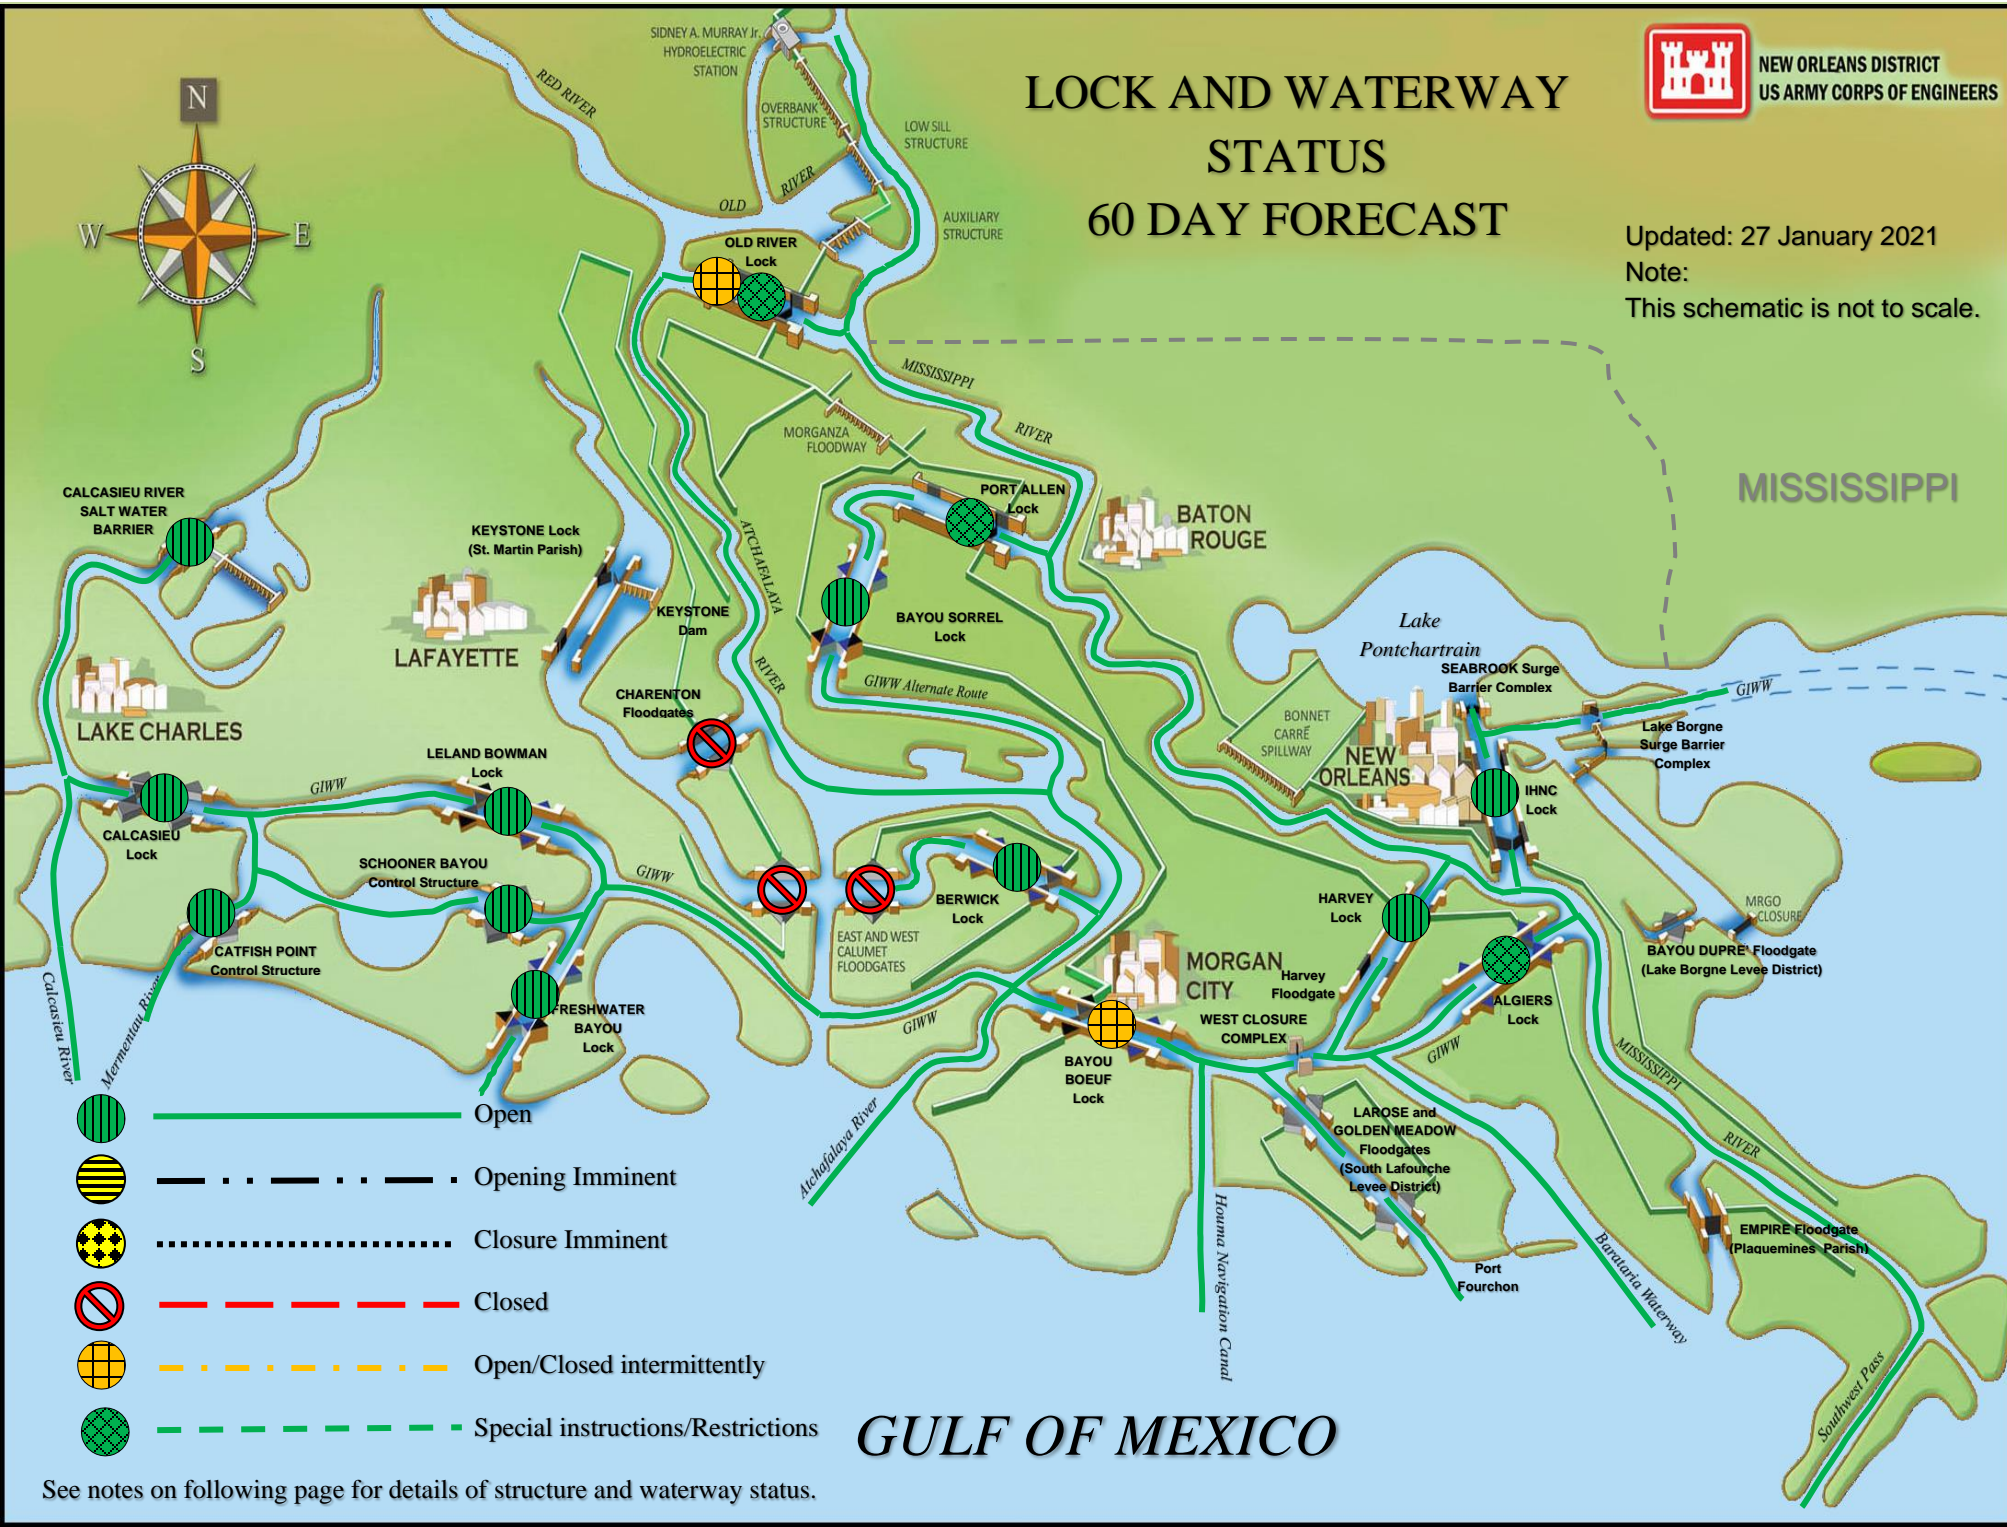 SIDNEY A. MURRAY Jr.
HYDROELECTRIC
STATION
RED RIVER
OVERBANK
STRUCTURE
LOW SILL
STRUCTURE
OLD
RIVER
AUXILIARY
STRUCTURE
LOCK AND WATERWAY
STATUS
60 DAY FORECAST
NEW ORLEANS DISTRICT
US ARMY CORPS OF ENGINEERS
Updated: 27 January 2021
Note:
This schematic is not to scale.
N
W
E
S
OLD RIVER
Lock
MISSISSIPPI
RIVER
MORGANZA
FLOODWAY
MISSISSIPPI
CALCASIEU RIVER
SALT WATER
BARRIER
KEYSTONE Lock
(St. Martin Parish)
PORT ALLEN
Lock
BATON
ROUGE
ATCHAFALAYA
RIVER
KEYSTONE
Dam
BAYOU SORREL
Lock
LAFAYETTE
GIWW Alternate Route
Lake
Pontchartrain
SEABROOK Surge
Barrier Complex
GIWW
CHARENTON
Floodgates
LAKE CHARLES
BONNET
CARRÉ
SPILLWAY
NEW
ORLEANS
Lake Borgne
Surge Barrier
Complex
LELAND BOWMAN
Lock
GIWW
IHNC
Lock
CALCASIEU
Lock
SCHOONER BAYOU
Control Structure
GIWW
BERWICK
Lock
HARVEY
Lock
MRGO
CLOSURE
CATFISH POINT
Control Structure
EAST AND WEST
CALUMET
FLOODGATES
BAYOU DUPRE' Floodgate
(Lake Borgne Levee District)
MORGAN
CITY
Harvey
Floodgate
ALGIERS
Lock
FRESHWATER
BAYOU
Lock
WEST CLOSURE
COMPLEX
GIWW
GIWW
Calcasieu River
Mermentau River
BAYOU
BOEUF
Lock
MISSISSIPPI
RIVER
Atchafalaya River
LAROSE and
GOLDEN MEADOW
Floodgates
(South Lafourche
Levee District)
Houma Navigation Canal
Port
Fourchon
Barataria Waterway
EMPIRE Floodgate
(Plaquemines Parish)
Southwest Pass
Open
Opening Imminent
Closure Imminent
Closed
Open/Closed intermittently
Special instructions/Restrictions
GULF OF MEXICO
See notes on following page for details of structure and waterway status.